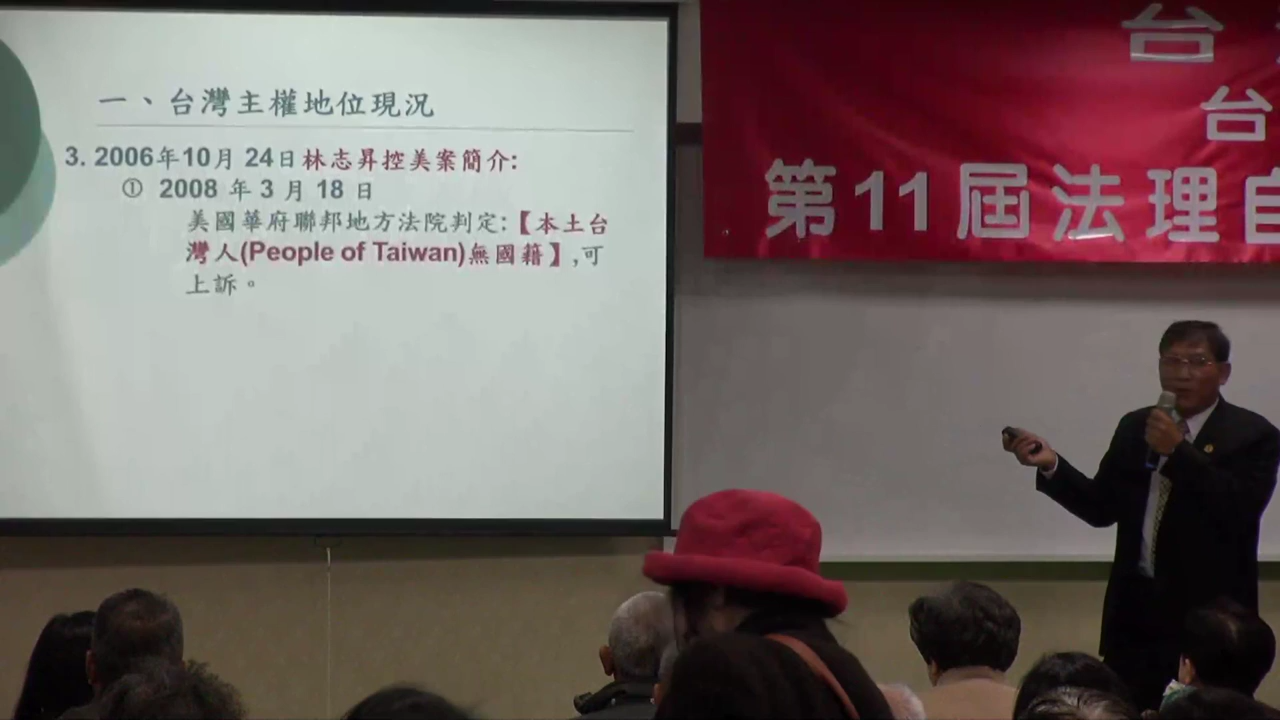 一、台灣主權地位現況
3. 2006年10月 24日林志昇控美案簡介:
① 2008 年 3 月 18 日
美國華府聯邦地方法院判定:【本土台
灣人(People of Taiwan)無國籍】,可
上訴。
台
台
第11屆法理自